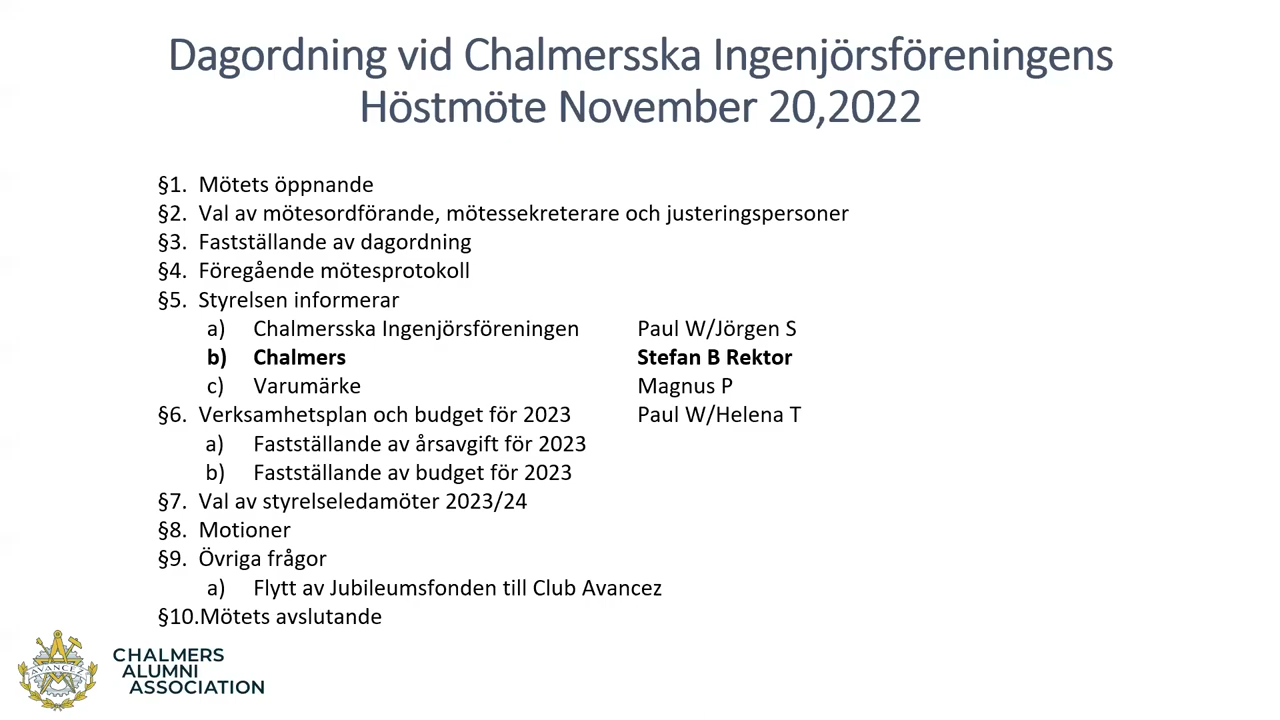 Dagordning vid Chalmersska Ingenjörsföreningens
Höstmöte November 20,2022
§1. Mötets öppnande
§2. Val av mötesordförande, mötessekreterare och justeringspersoner
§3. Fastställande av dagordning
§4. Föregående mötesprotokoll
§5. Styrelsen informerar
a) Chalmersska Ingenjörsföreningen Paul W/Jörgen S
b) Chalmers Stefan B Rektor
c) Varumärke Magnus P
§6. Verksamhetsplan och budget för 2023 Paul W/Helena T
a) Fastställande av årsavgift för 2023
b) Fastställande av budget för 2023
§7. Val av styrelseledamöter 2023/24
§8. Motioner
§9. Övriga frågor
a) Flytt av Jubileumsfonden till Club Avancez
§10.Mötets avslutande
AVANCEZ
CHALMERS
ALUMNI
ASSOCIATION